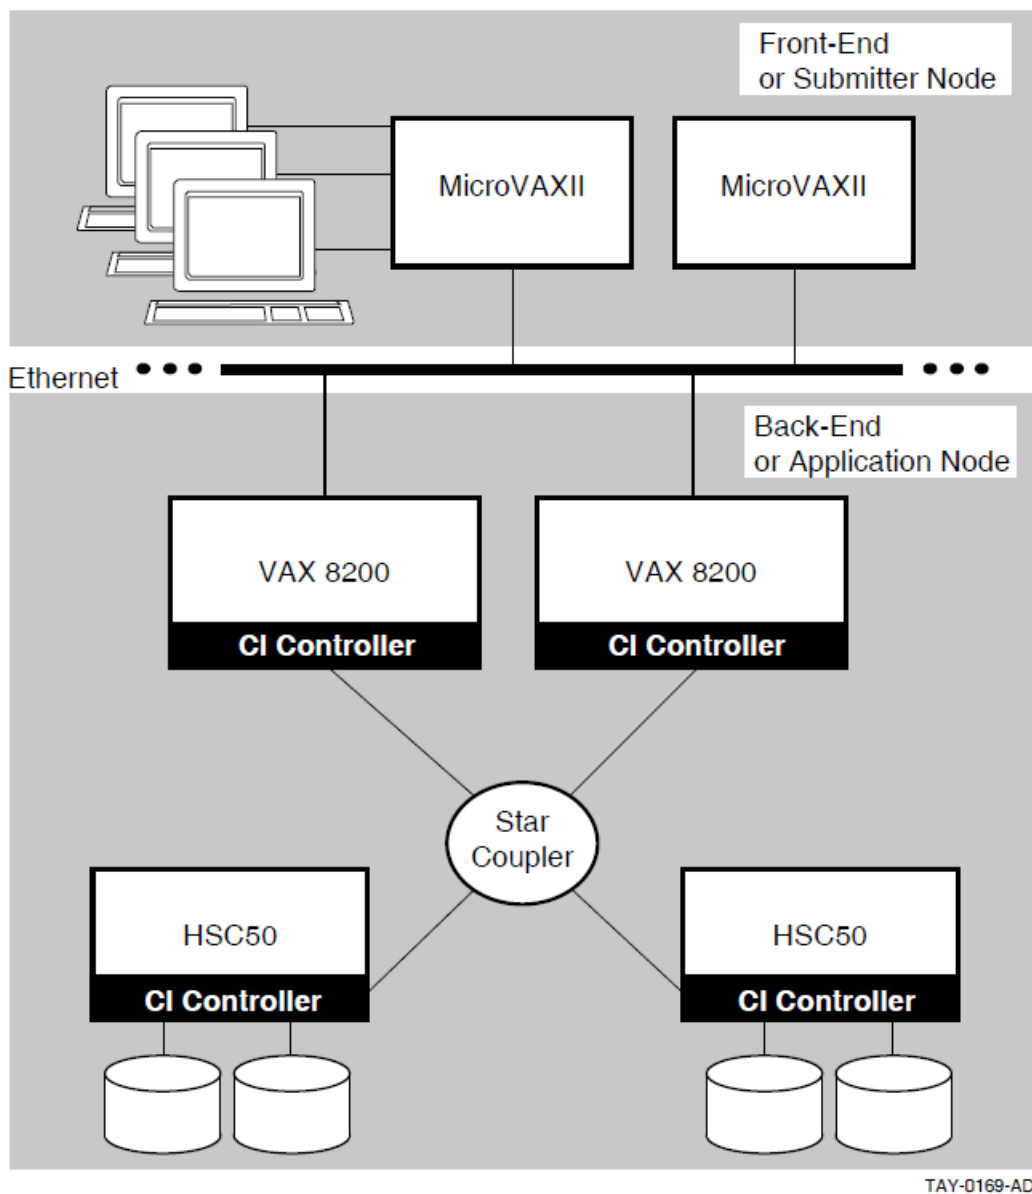 Front-End
or Submitter Node
MicroVAXII
MicroVAXII
Ethernet
Back-End
or Application Node
VAX 8200
VAX 8200
CI Controller
CI Controller
Star
Coupler
HSC50
HSC50
CI Controller
CI Controller
TAY-0169-AD